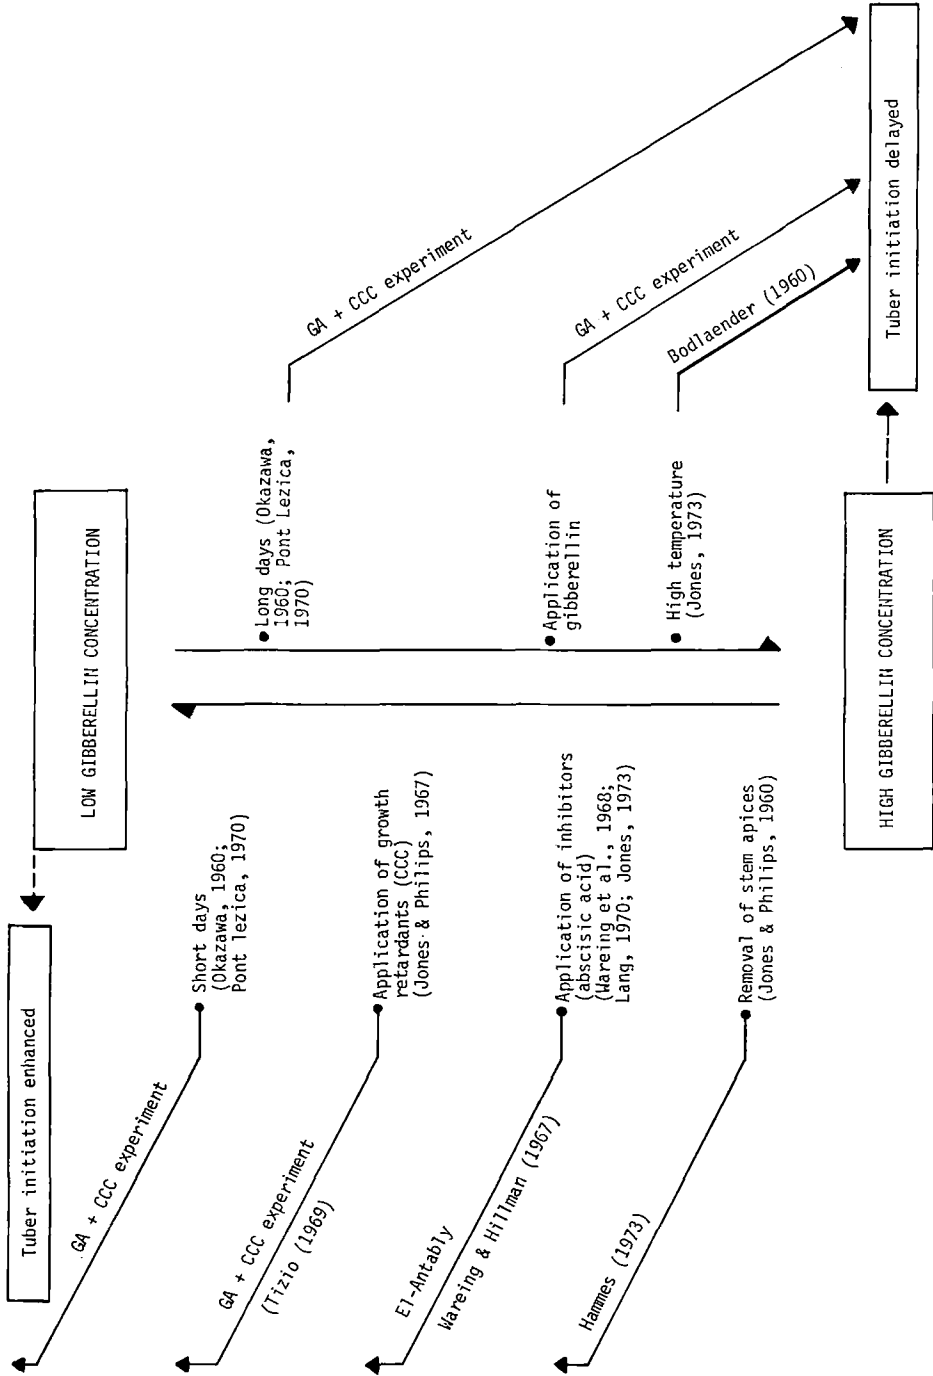 Tuber initiation enhanced
LOW GIBBERELLIN CONCENTRATION
GA + CCC experiment
Short days
(Okazawa, 1960;
Pont lezica, 1970)
GA + CCC experiment
(Tizio (1969)
Application of growth
retardants (CCC)
(Jones & Philips, 1967)
El-Antably
Wareing & Hillman (1967)
Application of inhibitors
(abscisic acid)
(Wareing et al., 1968;
Lang, 1970; Jones, 1973)
Hammes (1973)
Removal of stem apices
(Jones & Philips, 1960)
Long days (Okazawa,
1960; Pont Lezica,
1970)
GA + CCC experiment
Application of
gibberellin
GA + CCC experiment
High temperature
(Jones, 1973)
Bodlaender (1960)
HIGH GIBBERELLIN CONCENTRATION
Tuber initiation delayed